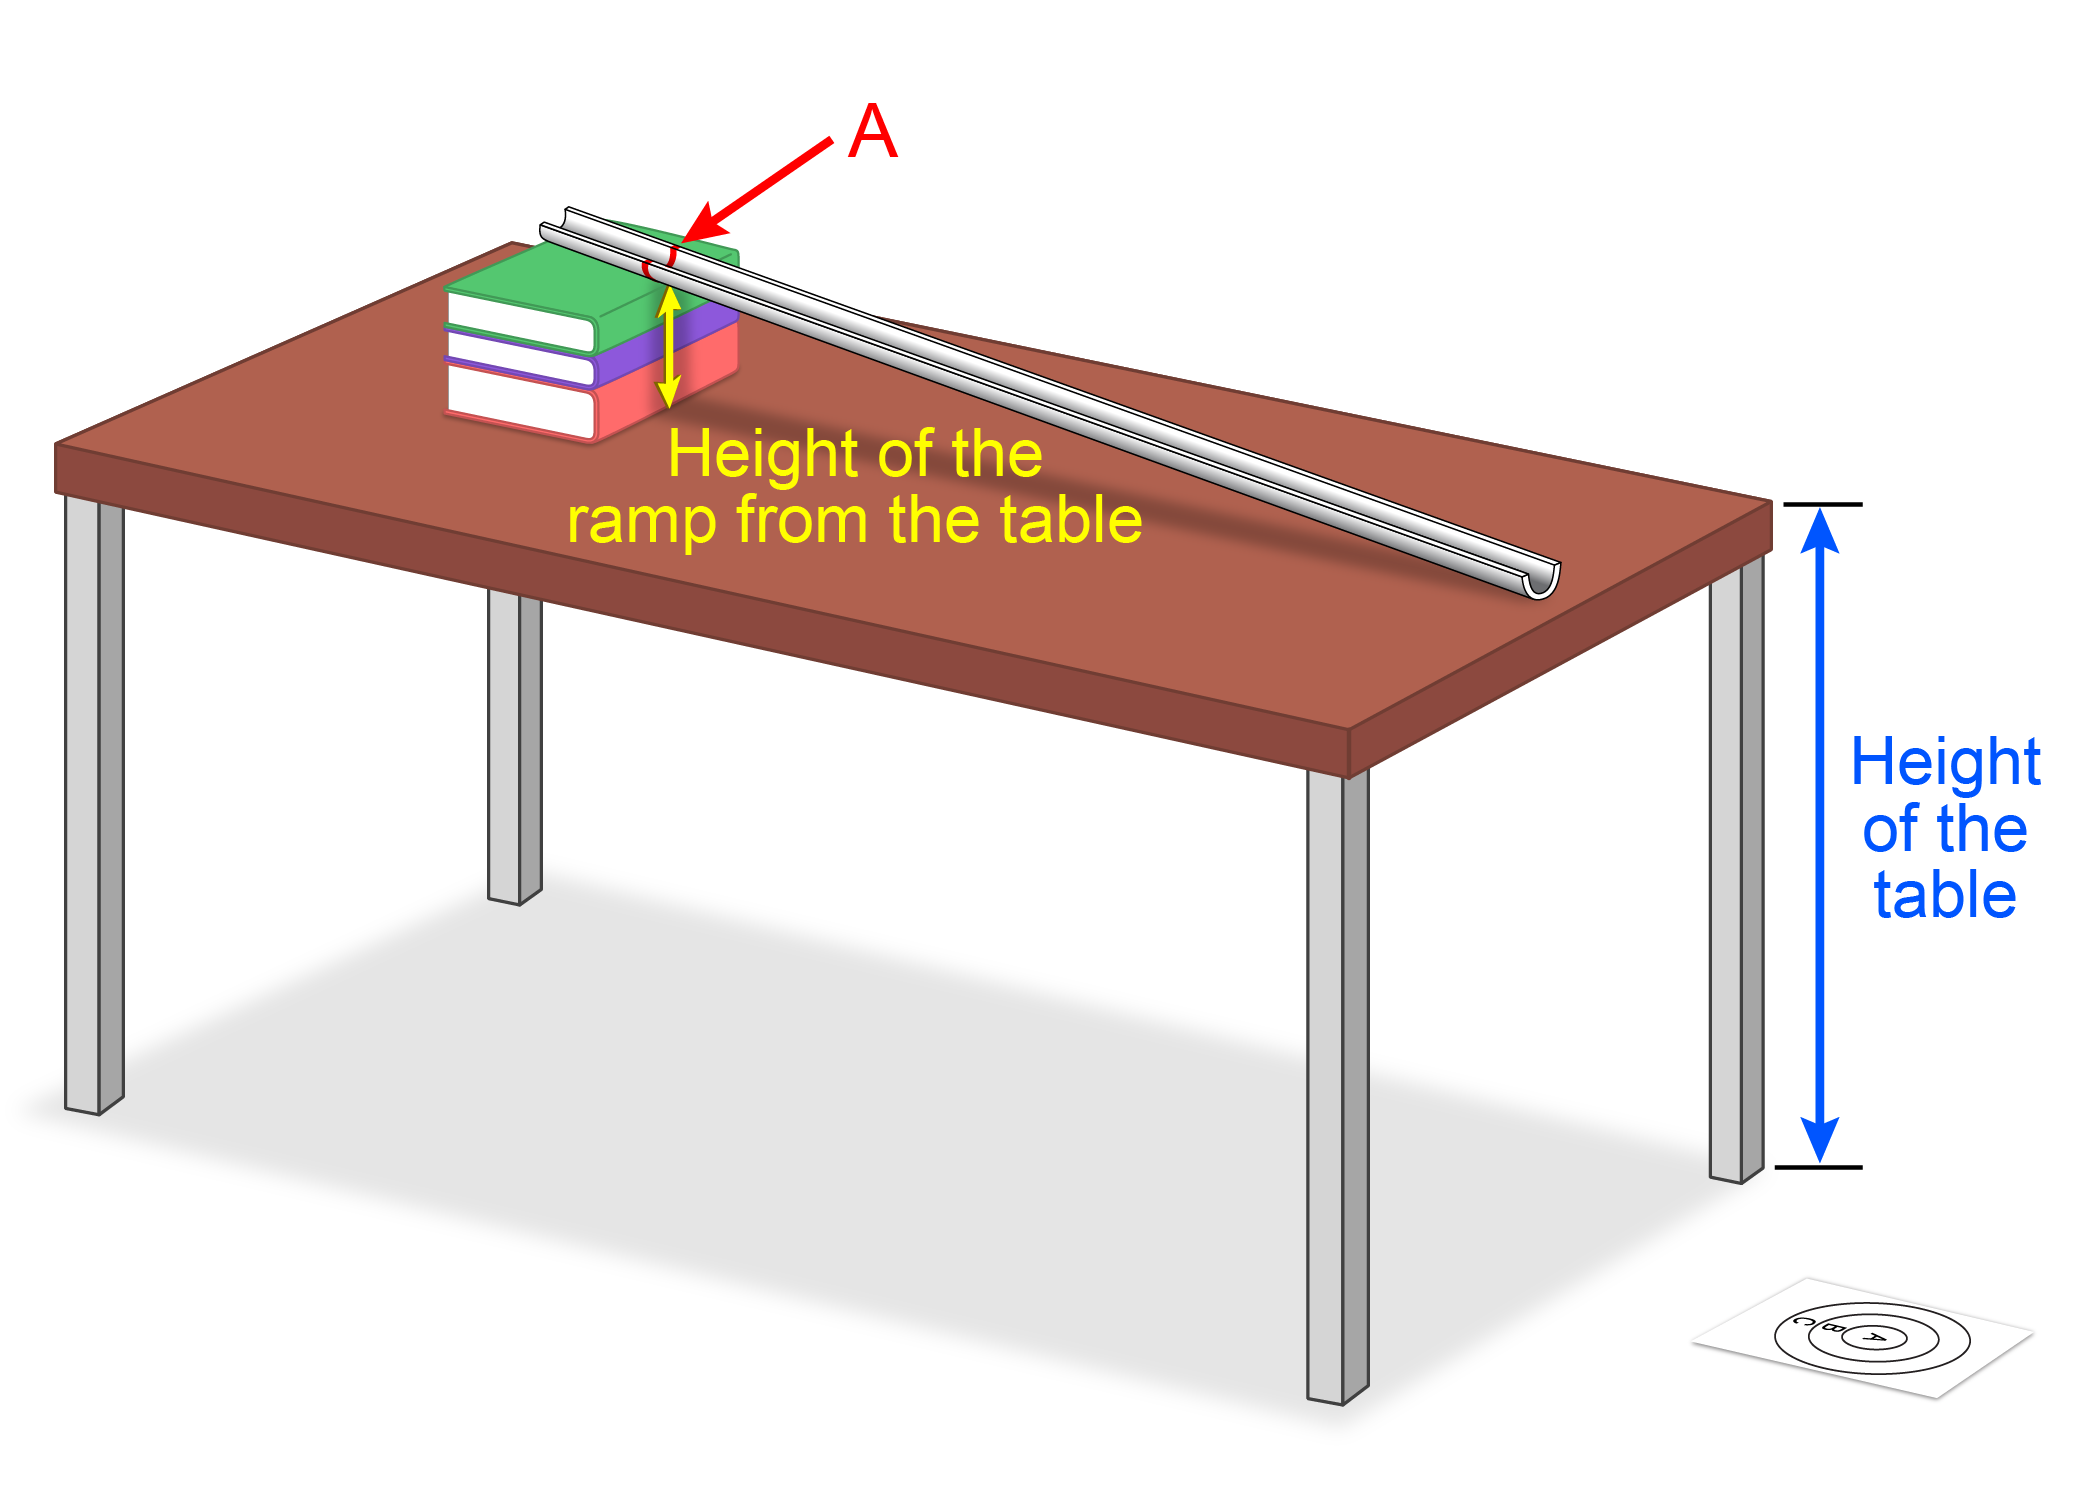 A
Height of the
ramp from the table
Height
of the
table
C B A